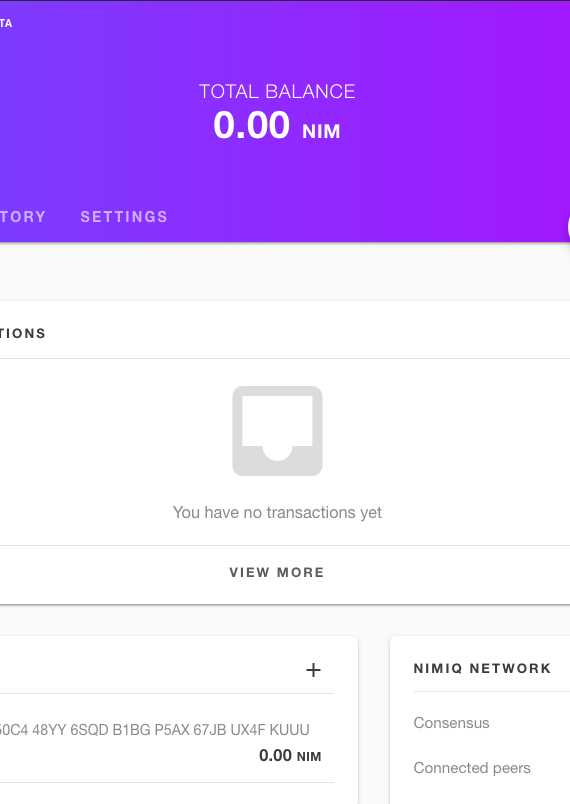 TA
TOTAL BALANCE
0.00 NIM
TORY SETTINGS
TIONS
You have no transactions yet
VIEW MORE
+
NIMIQ NETWORK
50C4 48YY 6SQD B1BG P5AX 67JB UX4F KUUU
0.00 NIM
Consensus
Connected peers